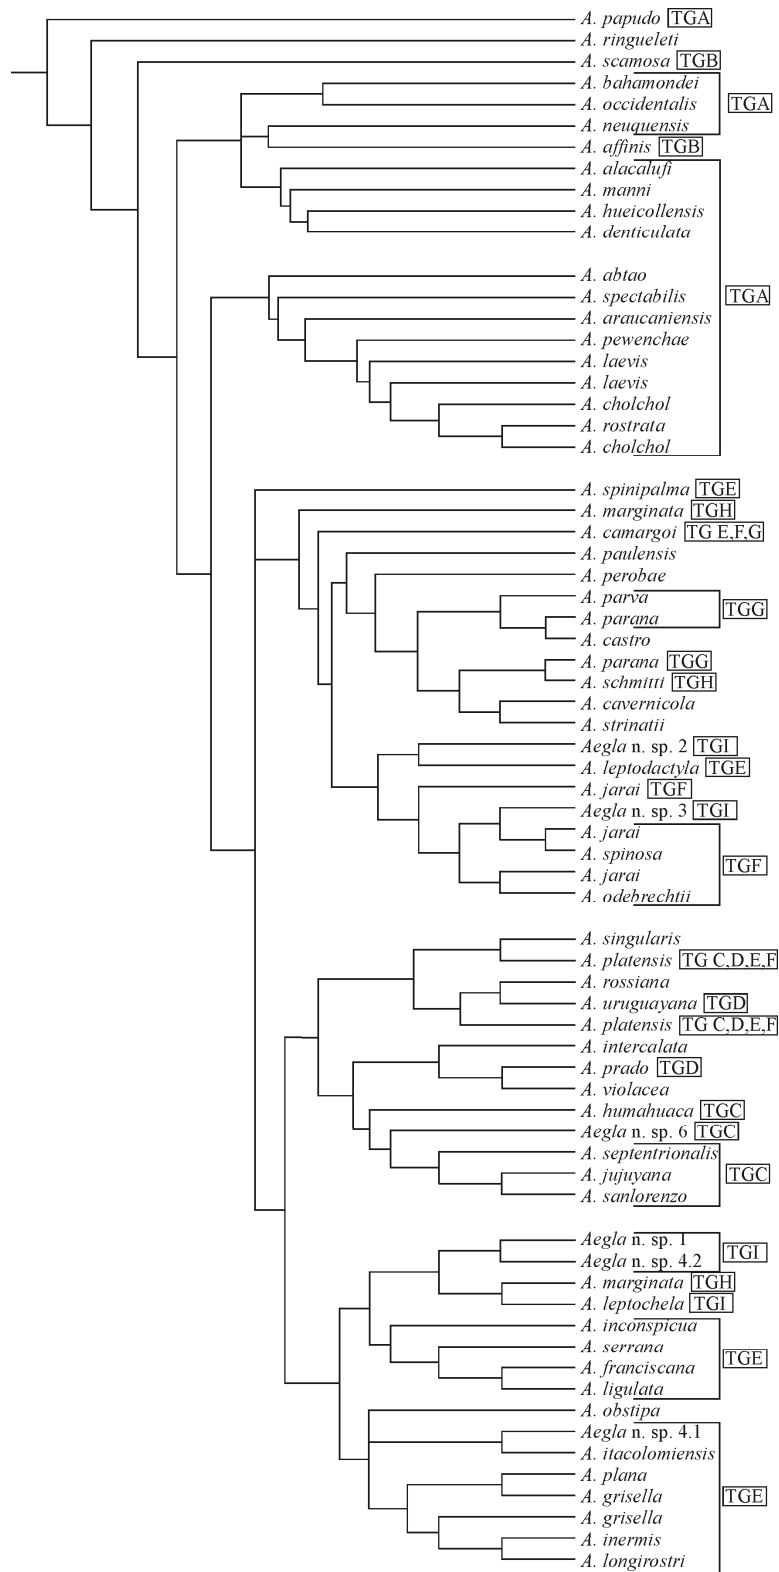 A. papudo TGA
A. ringueleti
A. scamosa TGB
A. bahamondei
A. occidentalis TGA
A. neuquensis
A. affinis TGB
A. alacalufi
A. manni
A. hueicollensis
A. denticulata
A. abtao
A. spectabilis TGA
A. araucaniensis
A. pewenchae
A. laevis
A. laevis
A. cholchol
A. rostrata
A. cholchol
A. spinipalma TGE
A. marginata TGH
A. camargoi TG E,F,G
A. paulensis
A. perobae
A. parva
TGG
A. parana
A. castro
A. parana TGG
A. schmitti TGH
A. cavernicola
A. strinatii
Aegla n. sp. 2 TGI
A. leptodactyla TGE
A. jarai TGF
Aegla n. sp. 3 TGI
A. jarai
A. spinosa
TGF
A. jarai
A. odebrechtii
A. singularis
A. platensis TG C,D,E,F
A. rossiana
A. uruguayana TGD
A. platensis TG C,D,E,F
A. intercalata
A. prado TGD
A. violacea
A. humahuaca TGC
Aegla n. sp. 6 TGC
A. septentrionalis
A. jujuyana TGC
A. sanlorenzo
Aegla n. sp. 1
TGI
Aegla n. sp. 4.2
A. marginata TGH
A. leptochela TGI
A. inconspicua
A. serrana
TGE
A. franciscana
A. ligulata
A. obstipa
Aegla n. sp. 4.1
A. itacolomiensis
A. plana
A. grisella TGE
A. grisella
A. inermis
A. longirostri